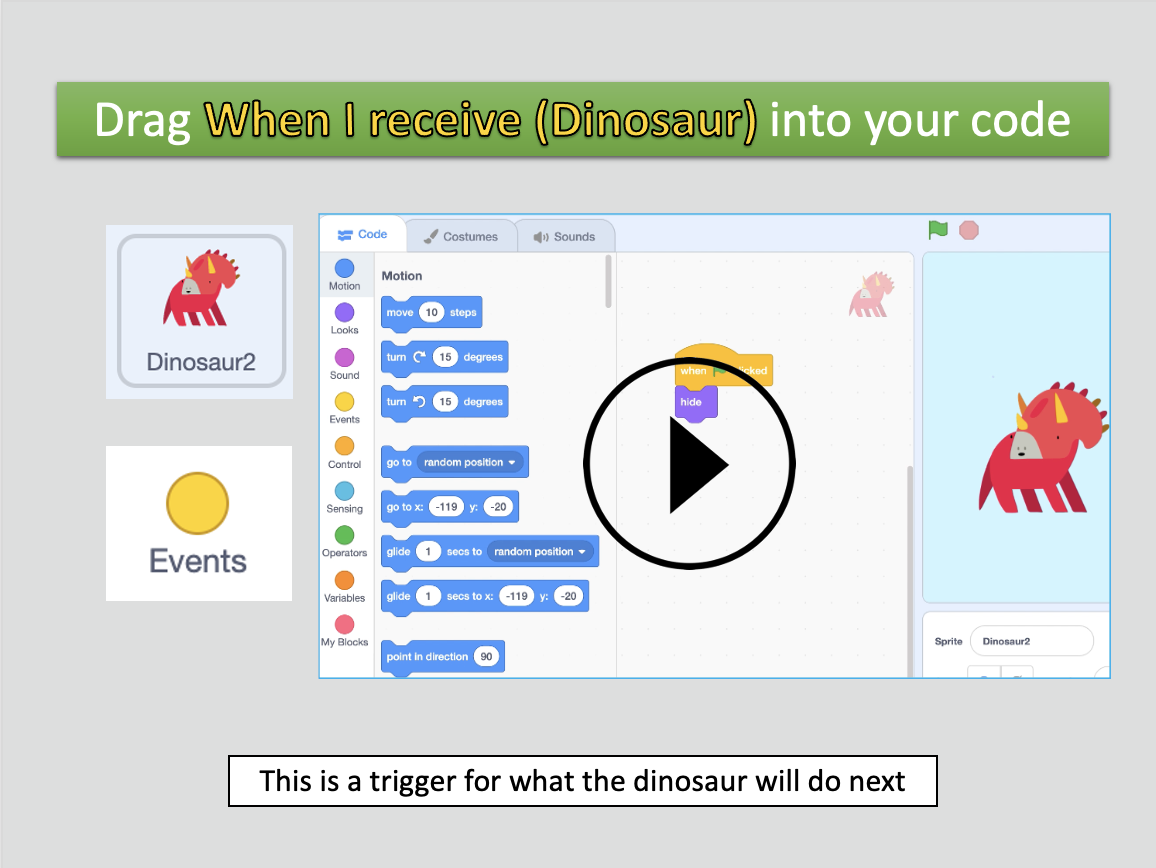 Drag When I receive (Dinosaur) into your code
Dinosaur2
Events
Code
Costumes
Sounds
Motion
Looks
Sound
Events
Control
Sensing
Operators
Variables
My Blocks
Motion
move 10 steps
turn 15 degrees
turn 15 degrees
go to random position
go to x: -119 y: -20
glide 1 secs to random position
glide 1 secs to x: -119 y: -20
point in direction 90
when
hide
Sprite Dinosaur2
This is a trigger for what the dinosaur will do next